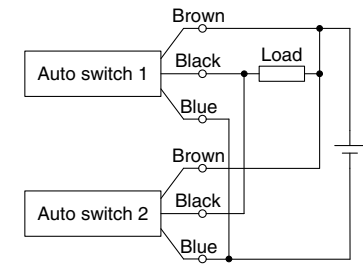 Brown
Auto switch 1
Black
Load
Blue
Brown
Auto switch 2
Black
Blue